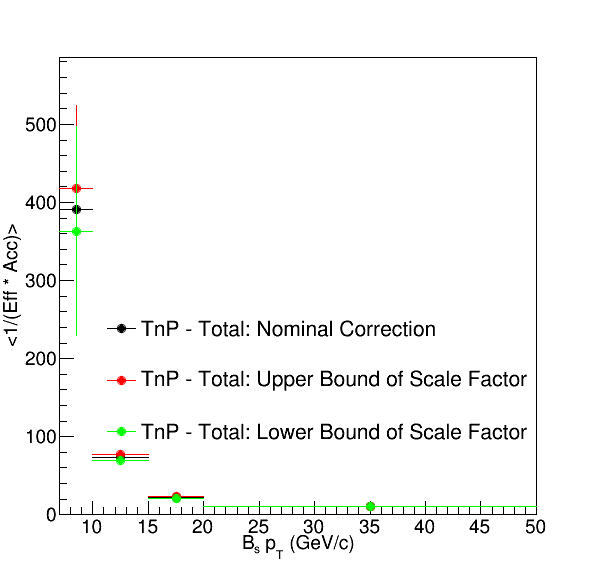 500
400
300
200
100
0
<1/(Eff * Acc)>
TnP - Total: Nominal Correction
TnP - Total: Upper Bound of Scale Factor
TnP - Total: Lower Bound of Scale Factor
10 15 20 25 30 35 40 45 50
Bs pT (GeV/c)